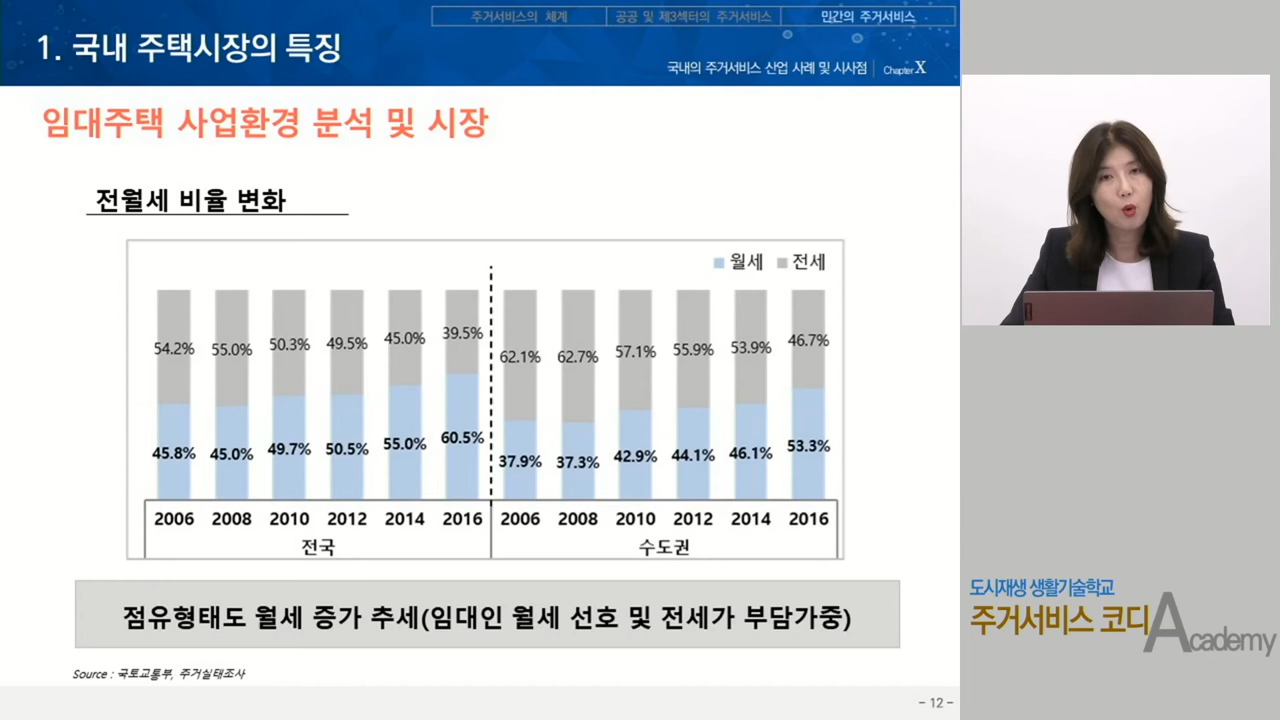 주거서비스의 체계
공공 및 제3섹터의 주거서비스
민간의 주거서비스
1. 국내 주택시장의 특징
국내의 주거서비스 산업 사례 및 시사점 | Chapter X
임대주택 사업환경 분석 및 시장
전월세 비율 변화
월세 전세
54.2% 55.0% 50.3% 49.5% 45.0% 39.5% 62.1% 62.7% 57.1% 55.9% 53.9% 46.7%
45.8% 45.0% 49.7% 50.5% 55.0% 60.5% 37.9% 37.3% 42.9% 44.1% 46.1% 53.3%
2006 2008 2010 2012 2014 2016 2006 2008 2010 2012 2014 2016
전국 수도권
점유형태도 월세 증가 추세(임대인 월세 선호 및 전세가 부담가중)
Source : 국토교통부, 주거실태조사
- 12 -
도시재생 생활기술학교
주거서비스 코디 Academy